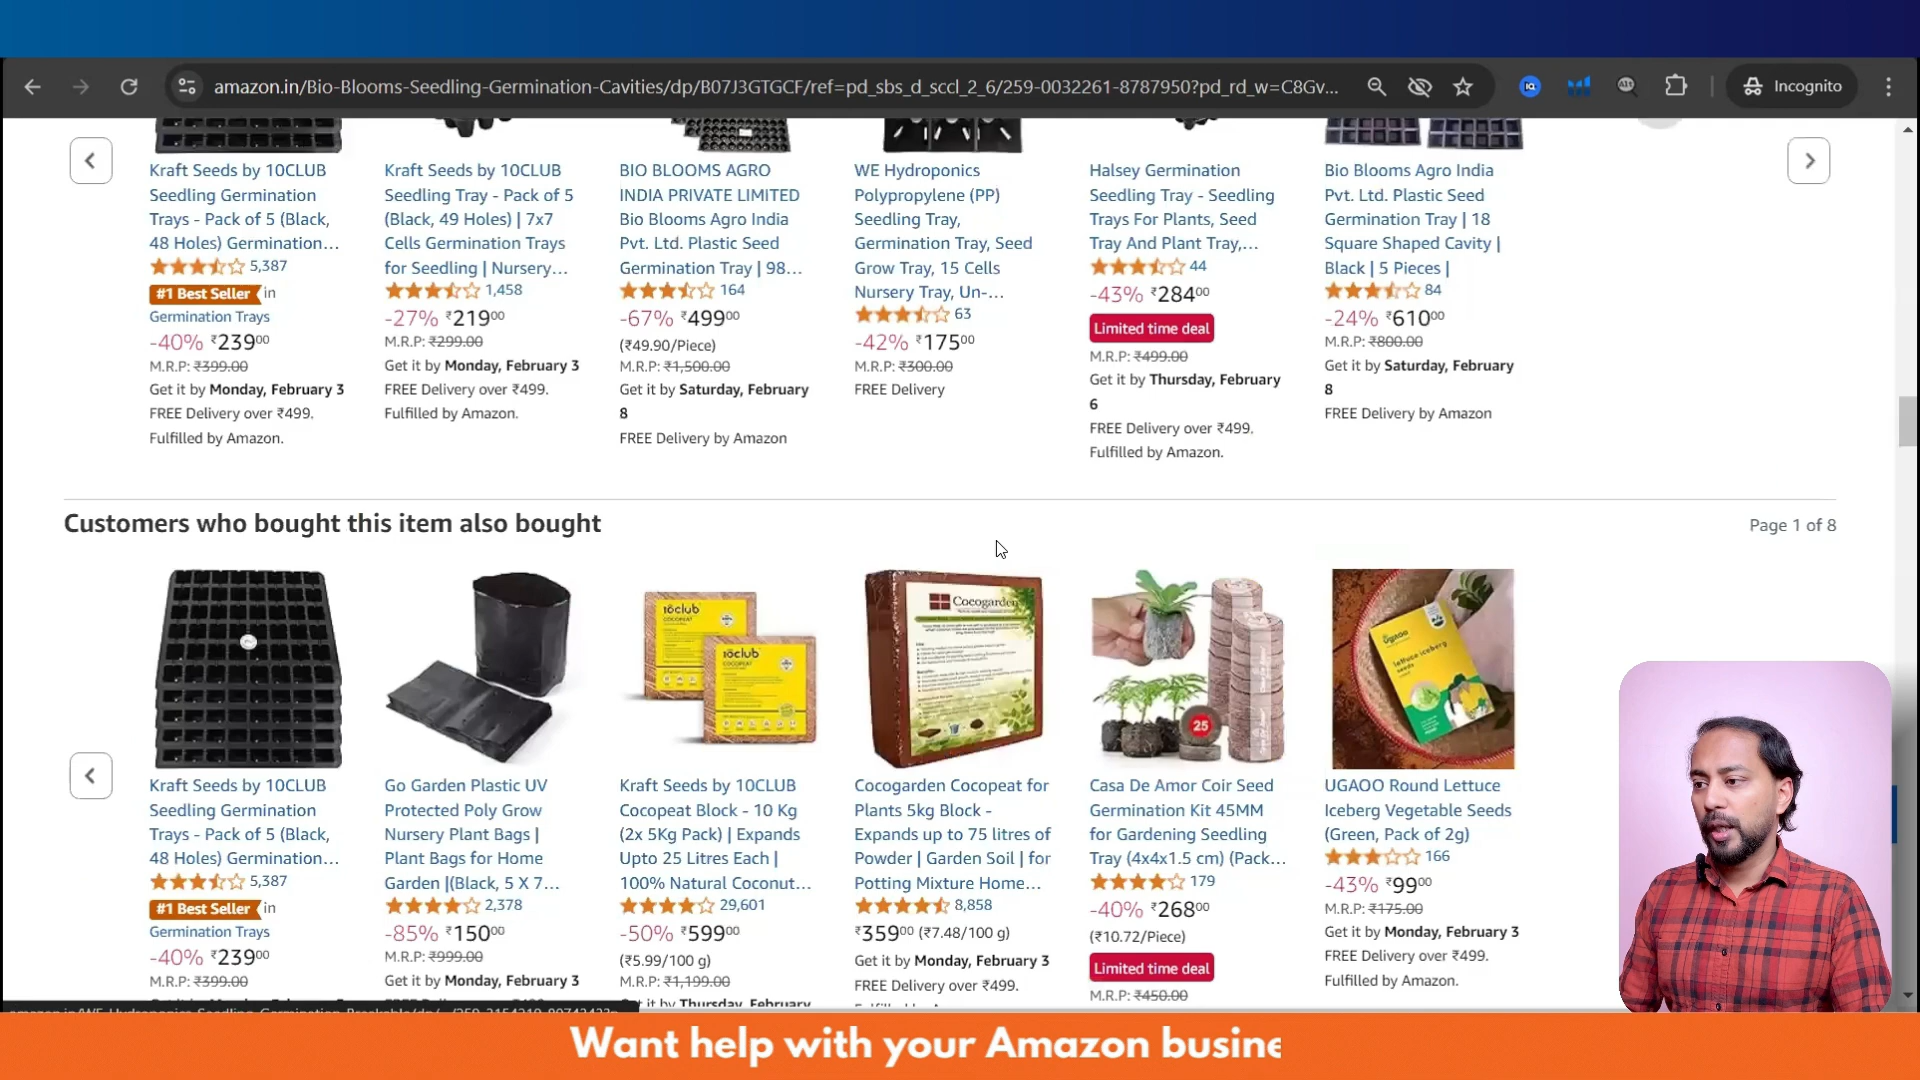 amazon.in/Bio-Blooms-Seedling-Germination-Cavities/dp/B07J3GTGCF/ref=pd_sbs_d_sccl_2_6/259-0032261-8787950?pd_rd_w=C8Gv...
Incognito
Kraft Seeds by 10CLUB
Seedling Germination
Trays - Pack of 5 (Black,
48 Holes) Germination...
5,387
#1 Best Seller in
Germination Trays
-40% ₹239.00
M.R.P: ₹399.00
Get it by Monday, February 3
FREE Delivery over ₹499.
Fulfilled by Amazon.
Kraft Seeds by 10CLUB
Seedling Tray - Pack of 5
(Black, 49 Holes) | 7x7
Cells Germination Trays
for Seedling | Nursery...
1,458
-27% ₹219.00
M.R.P: ₹299.00
Get it by Monday, February 3
FREE Delivery over ₹499.
Fulfilled by Amazon.
BIO BLOOMS AGRO
INDIA PRIVATE LIMITED
Bio Blooms Agro India
Pvt. Ltd. Plastic Seed
Germination Tray | 98...
164
-67% ₹499.00
(₹49.90/Piece)
M.R.P: ₹1,500.00
Get it by Saturday, February
8
FREE Delivery by Amazon
WE Hydroponics
Polypropylene (PP)
Seedling Tray,
Germination Tray, Seed
Grow Tray, 15 Cells
Nursery Tray, Un-...
63
-42% ₹175.00
M.R.P: ₹300.00
FREE Delivery
Halsey Germination
Seedling Tray - Seedling
Trays For Plants, Seed
Tray And Plant Tray,...
44
-43% ₹284.00
Limited time deal
M.R.P: ₹499.00
Get it by Thursday, February
6
FREE Delivery over ₹499.
Fulfilled by Amazon.
Bio Blooms Agro India
Pvt. Ltd. Plastic Seed
Germination Tray | 18
Square Shaped Cavity |
Black | 5 Pieces |
84
-24% ₹610.00
M.R.P: ₹800.00
Get it by Saturday, February
8
FREE Delivery by Amazon
Customers who bought this item also bought
Page 1 of 8
10club
COCOPEAT
10club
COCOPEAT
Cocogarden
25
ugaoo
lettuce iceberg
seeds
Kraft Seeds by 10CLUB
Seedling Germination
Trays - Pack of 5 (Black,
48 Holes) Germination...
5,387
#1 Best Seller in
Germination Trays
-40% ₹239.00
M.R.P: ₹399.00
Go Garden Plastic UV
Protected Poly Grow
Nursery Plant Bags |
Plant Bags for Home
Garden |(Black, 5 X 7...
2,378
-85% ₹150.00
M.R.P: ₹999.00
Get it by Monday, February 3
Kraft Seeds by 10CLUB
Cocopeat Block - 10 Kg
(2x 5Kg Pack) | Expands
Upto 25 Litres Each |
100% Natural Coconut...
29,601
-50% ₹599.00
(₹5.99/100 g)
M.R.P: ₹1,199.00
Get it by Thursday, February
Cocogarden Cocopeat for
Plants 5kg Block -
Expands up to 75 litres of
Powder | Garden Soil | for
Potting Mixture Home...
8,858
₹359.00 (₹7.48/100 g)
Get it by Monday, February 3
FREE Delivery over ₹499.
Casa De Amor Coir Seed
Germination Kit 45MM
for Gardening Seedling
Tray (4x4x1.5 cm) (Pack...
179
-40% ₹268.00
(₹10.72/Piece)
Limited time deal
M.R.P: ₹450.00
UGAOO Round Lettuce
Iceberg Vegetable Seeds
(Green, Pack of 2g)
166
-43% ₹99.00
M.R.P: ₹175.00
Get it by Monday, February 3
FREE Delivery over ₹499.
Fulfilled by Amazon.
Want help with your Amazon busine